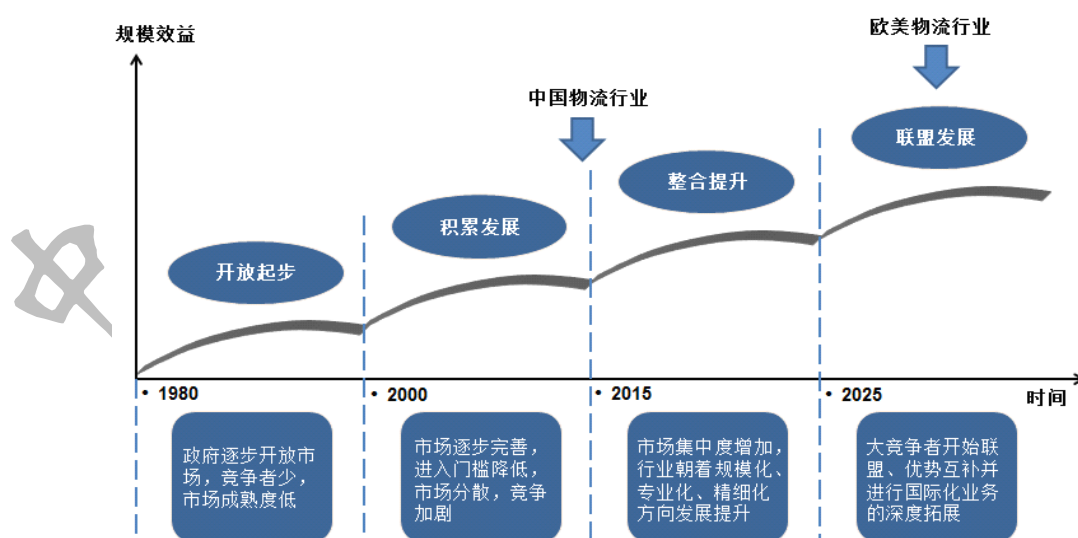 规模效益
欧美物流行业
中国物流行业
联盟发展
整合提升
积累发展
开放起步
• 1980
• 2000
• 2015
• 2025
时间
政府逐步开放市
场，竞争者少，
市场成熟度低
市场逐步完善，
进入门槛降低，
市场分散，竞争
加剧
市场集中度增加，
行业朝着规模化、
专业化、精细化
方向发展提升
大竞争者开始联
盟、优势互补并
进行国际化业务
的深度拓展